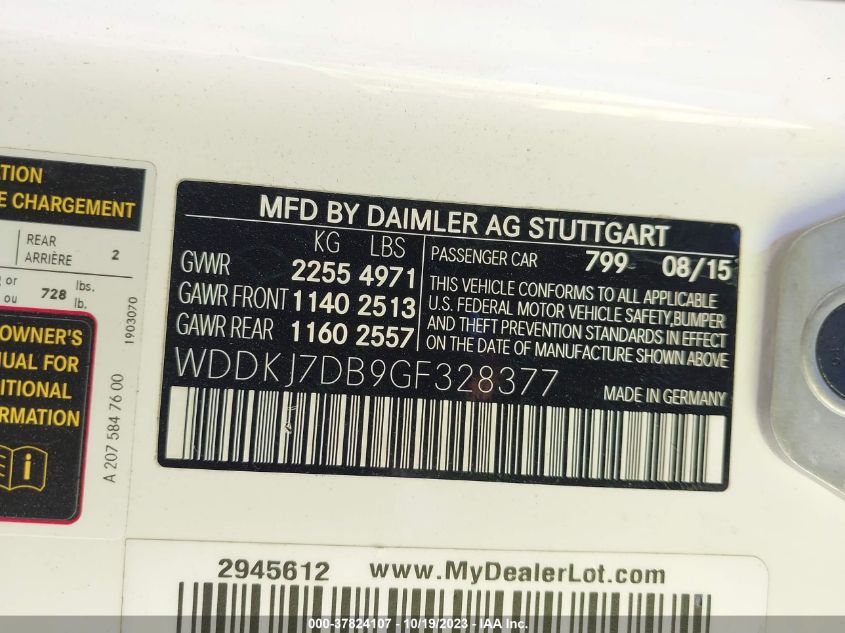 TION
E CHARGEMENT
REAR
ARRIÈRE 2
g or
ou 728 lbs.
lb.
OWNER'S
NUAL FOR
ITIONAL
ORMATION
1903070
A 207 584 76 00
MFD BY DAIMLER AG STUTTGART
KG LBS
GVWR 2255 4971
GAWR FRONT 1140 2513
GAWR REAR 1160 2557
PASSENGER CAR 799 08/15
THIS VEHICLE CONFORMS TO ALL APPLICABLE
U.S. FEDERAL MOTOR VEHICLE SAFETY,BUMPER
AND THEFT PREVENTION STANDARDS IN EFFECT
ON THE DATE OF MANUFACTURE SHOWN ABOVE.
WDDKJ7DB9GF328377
MADE IN GERMANY
2945612 www.MyDealerLot.com
000-37824107 - 10/19/2023 - IAA Inc.